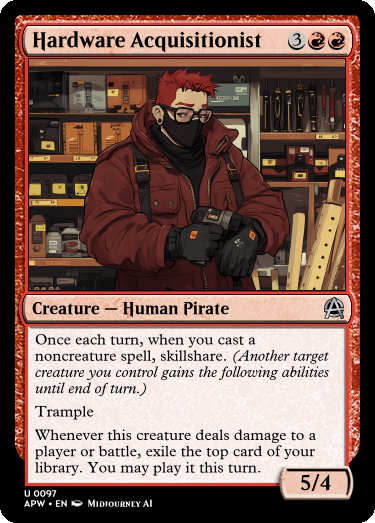 Hardware Acquisitionist 3
Creature — Human Pirate
Once each turn, when you cast a
noncreature spell, skillshare. (Another target
creature you control gains the following abilities
until end of turn.)
Trample
Whenever this creature deals damage to a
player or battle, exile the top card of your
library. You may play it this turn.
5/4
U 0097
APW • EN Midjourney AI